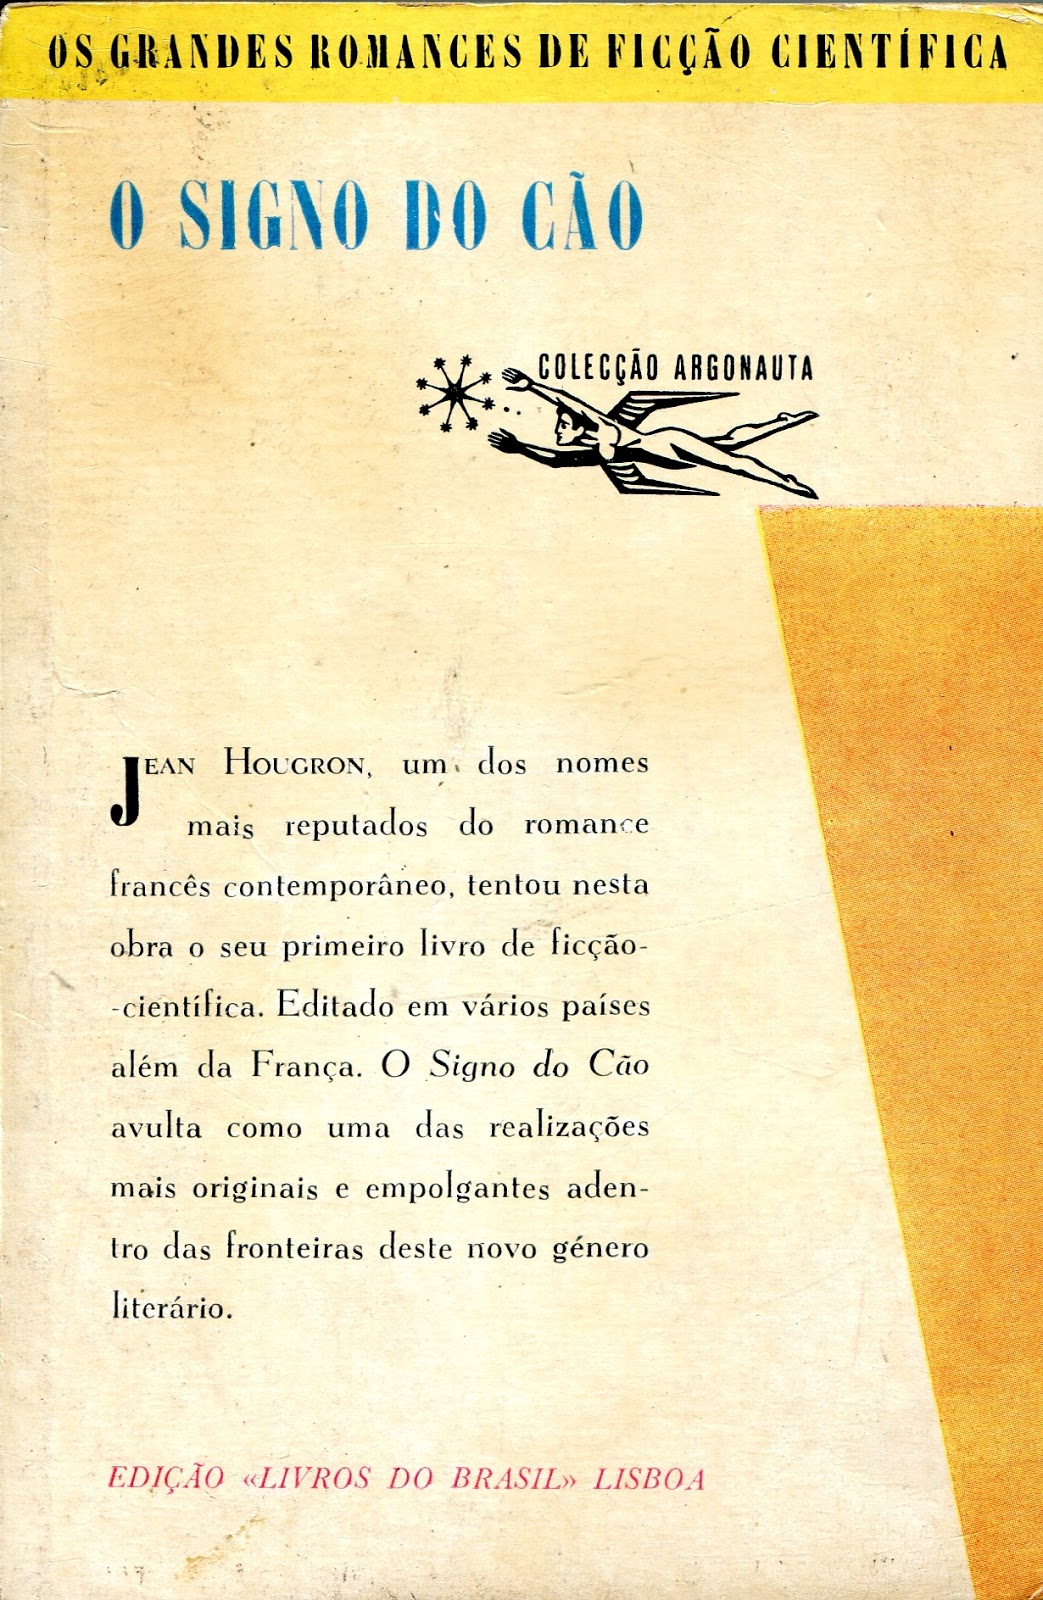 OS GRANDES ROMANCES DE FICÇÃO CIENTÍFICA
O SIGNO DO CÃO
COLECÇÃO ARGONAUTA
JEAN HOUGRON, um dos nomes
mais reputados do romance
francês contemporâneo, tentou nesta
obra o seu primeiro livro de ficção-
-científica. Editado em vários países
além da França. O Signo do Cão
avulta como uma das realizações
mais originais e empolgantes aden-
tro das fronteiras deste novo género
literário.
EDIÇÃO «LIVROS DO BRASIL» LISBOA